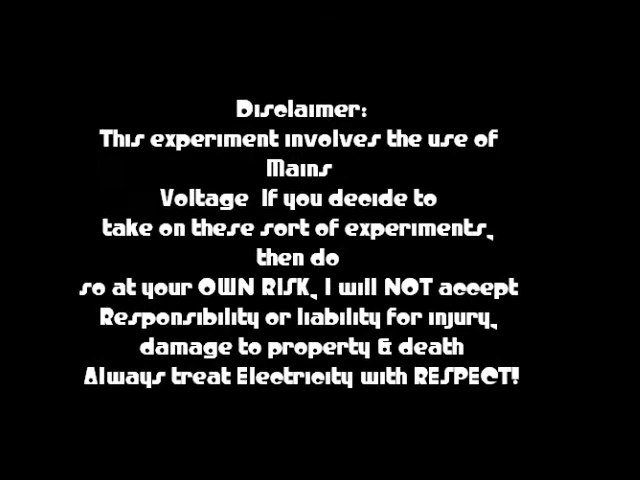 Disclaimer:
This experiment involves the use of
Mains
Voltage  If you decide to
take on these sort of experiments,
then do
so at your OWN RISK, I will NOT accept
Responsibility or liability for injury,
damage to property & death
Always treat Electricity with RESPECT!